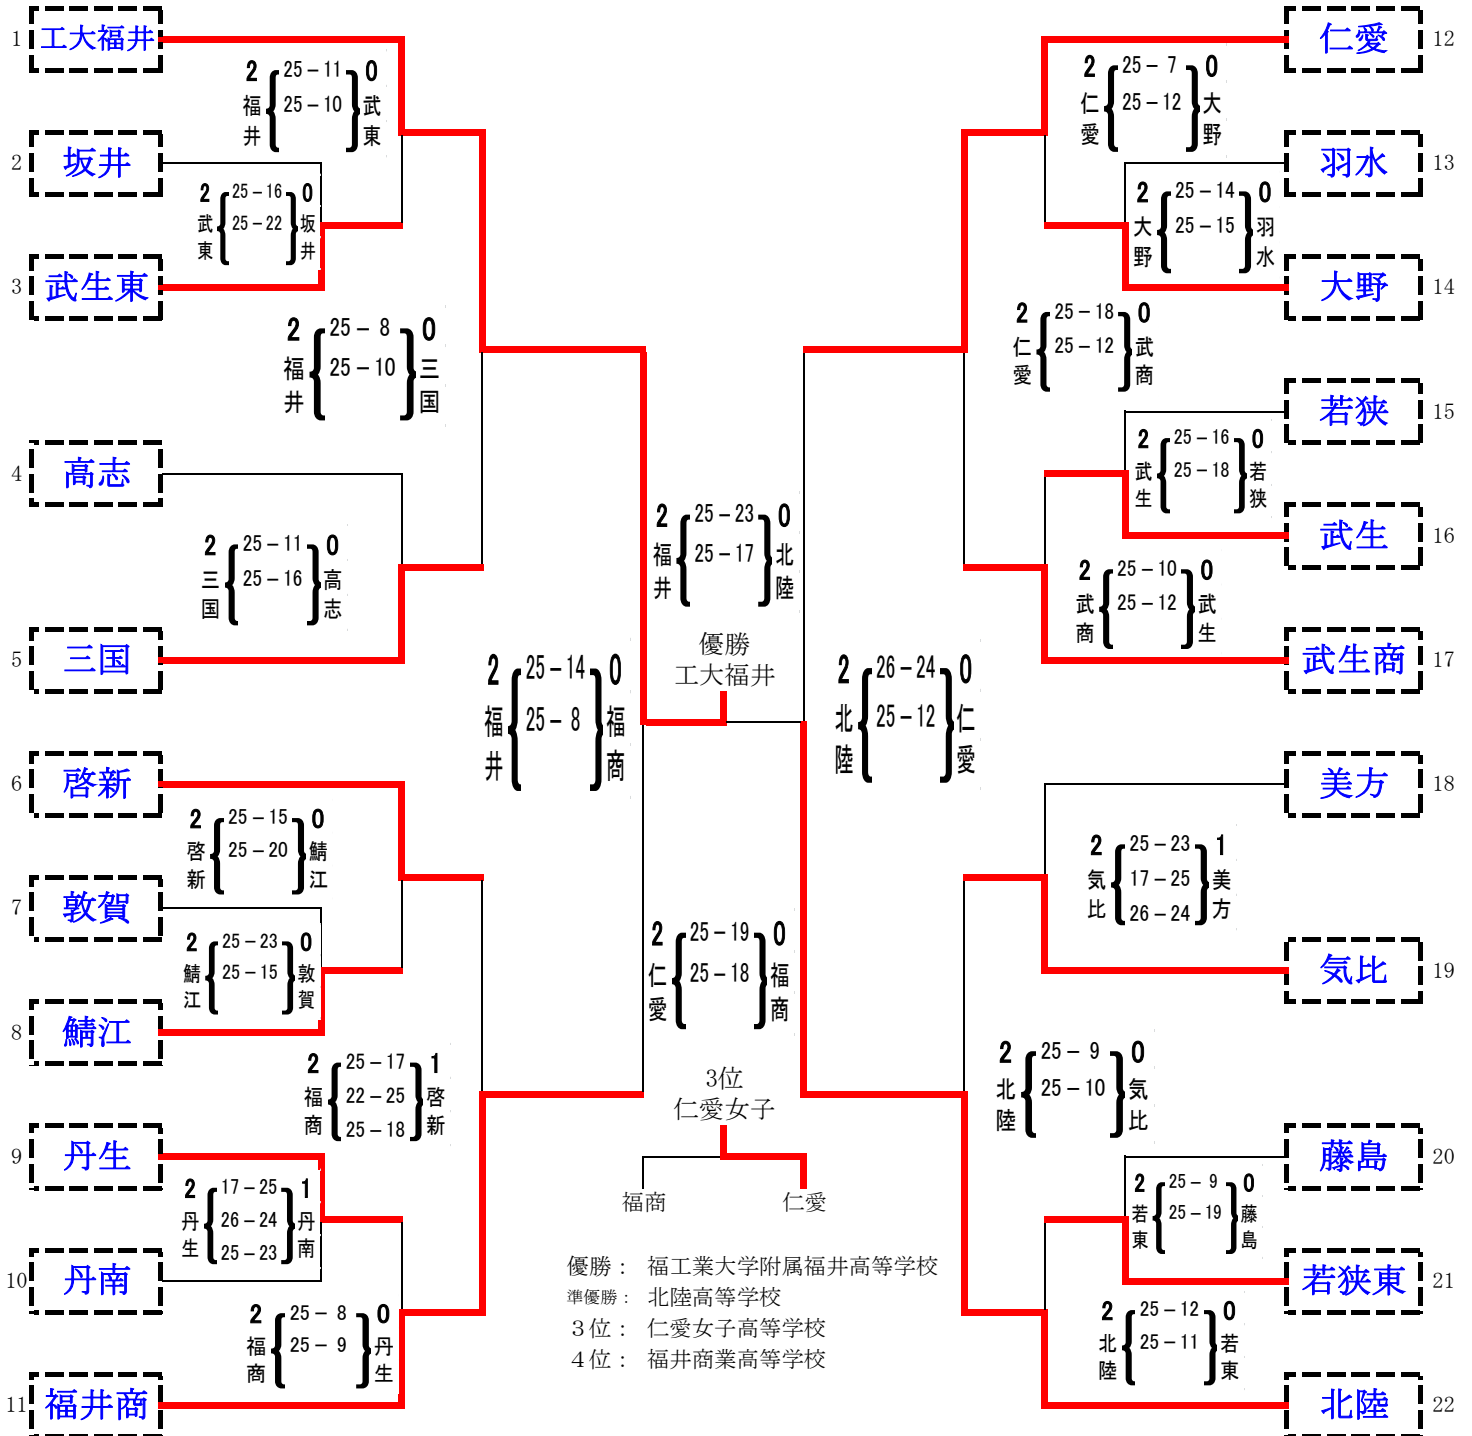 1 工大福井
2 25－11 0
福井 25－10 武東
2 坂井
2 25－16 0
武東 25－22 坂井
3 武生東
2 25－8 0
福井 25－10 三国
4 高志
2 25－11 0
三国 25－16 高志
5 三国
2 25－14 0
福井 25－8 福商
6 啓新
2 25－15 0
啓新 25－20 鯖江
7 敦賀
2 25－23 0
鯖江 25－15 敦賀
8 鯖江
2 25－17 1
福商 22－25 啓新
25－18
9 丹生
2 17－25 1
丹生 26－24 丹南
25－23
10 丹南
2 25－8 0
福商 25－9 丹生
11 福井商
2 25－23 0
福井 25－17 北陸
優勝
工大福井
2 25－19 0
仁愛 25－18 福商
3位
仁愛女子
福商 仁愛
優勝： 福工業大学附属福井高等学校
準優勝： 北陸高等学校
３位： 仁愛女子高等学校
４位： 福井商業高等学校
仁愛 12
2 25－7 0
仁愛 25－12 大野
羽水 13
2 25－14 0
大野 25－15 羽水
大野 14
2 25－18 0
仁愛 25－12 武商
若狭 15
2 25－16 0
武生 25－18 若狭
武生 16
2 25－10 0
武商 25－12 武生
武生商 17
2 26－24 0
北陸 25－12 仁愛
美方 18
2 25－23 1
気比 17－25 美方
26－24
気比 19
2 25－9 0
北陸 25－10 気比
藤島 20
2 25－9 0
若東 25－19 藤島
若狭東 21
2 25－12 0
北陸 25－11 若東
北陸 22